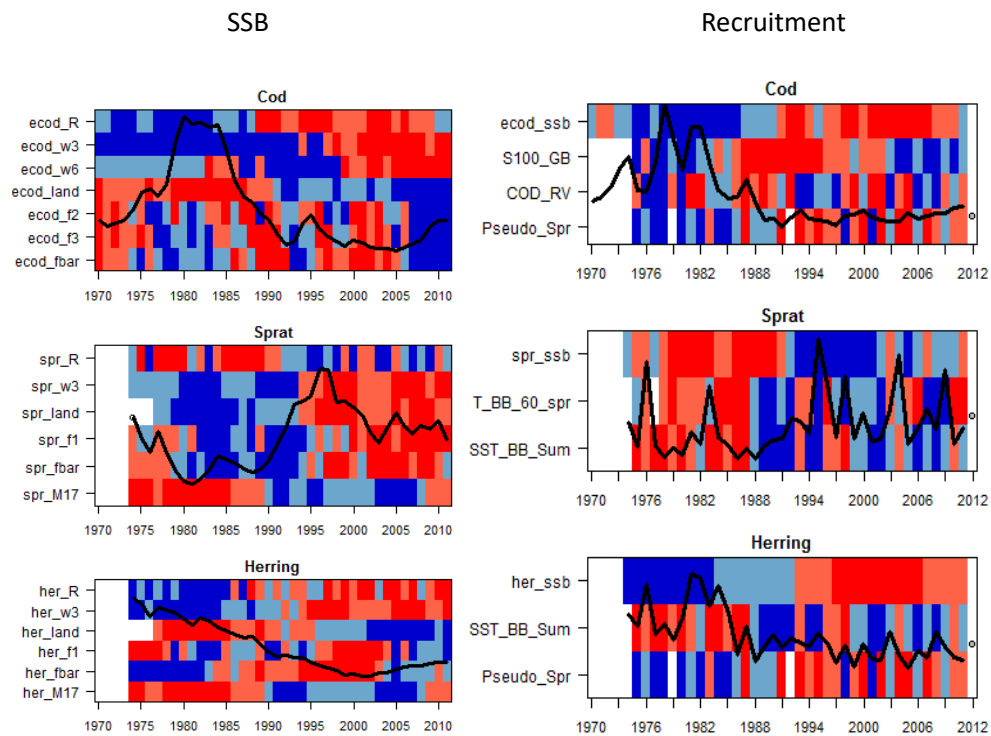 SSB
Recruitment
Cod
ecod_R
ecod_w3
ecod_w6
ecod_land
ecod_f2
ecod_f3
ecod_fbar
1970 1975 1980 1985 1990 1995 2000 2005 2010
Sprat
spr_R
spr_w3
spr_land
spr_f1
spr_fbar
spr_M17
1970 1975 1980 1985 1990 1995 2000 2005 2010
Herring
her_R
her_w3
her_land
her_f1
her_fbar
her_M17
1970 1975 1980 1985 1990 1995 2000 2005 2010
Cod
ecod_ssb
S100_GB
COD_RV
Pseudo_Spr
1970 1976 1982 1988 1994 2000 2006 2012
Sprat
spr_ssb
T_BB_60_spr
SST_BB_Sum
1970 1976 1982 1988 1994 2000 2006 2012
Herring
her_ssb
SST_BB_Sum
Pseudo_Spr
1970 1976 1982 1988 1994 2000 2006 2012